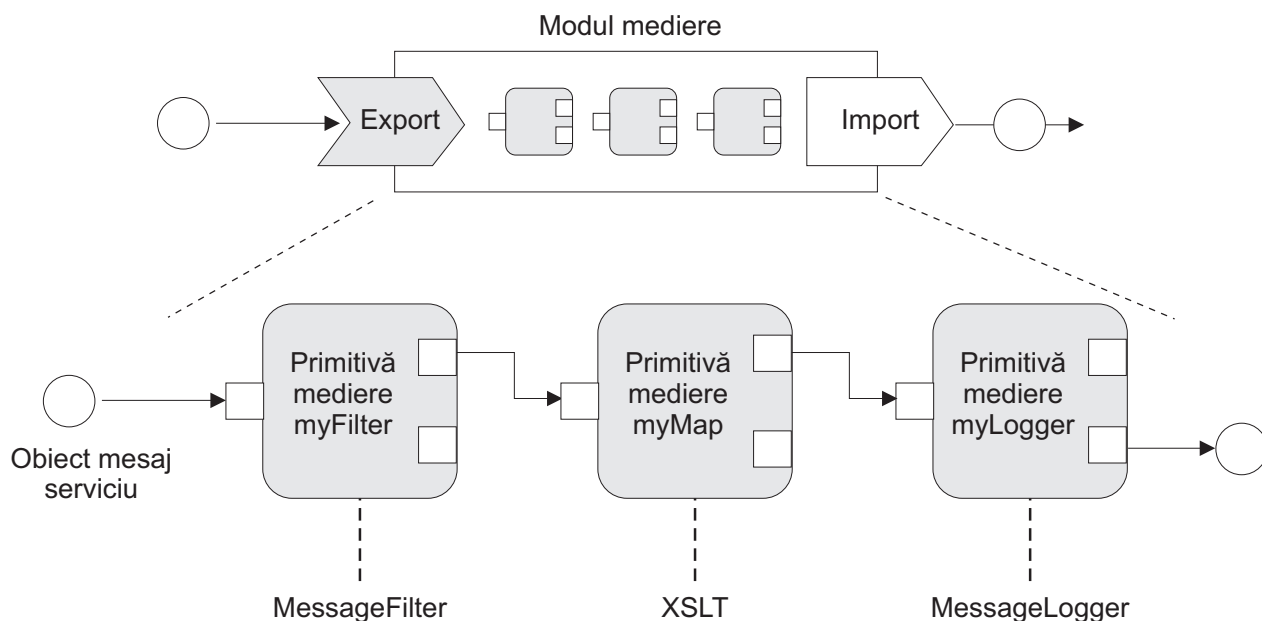 Modul mediere
Export
Import
Primitivă
mediere
myFilter
Primitivă
mediere
myMap
Primitivă
mediere
myLogger
Obiect mesaj
serviciu
MessageFilter
XSLT
MessageLogger